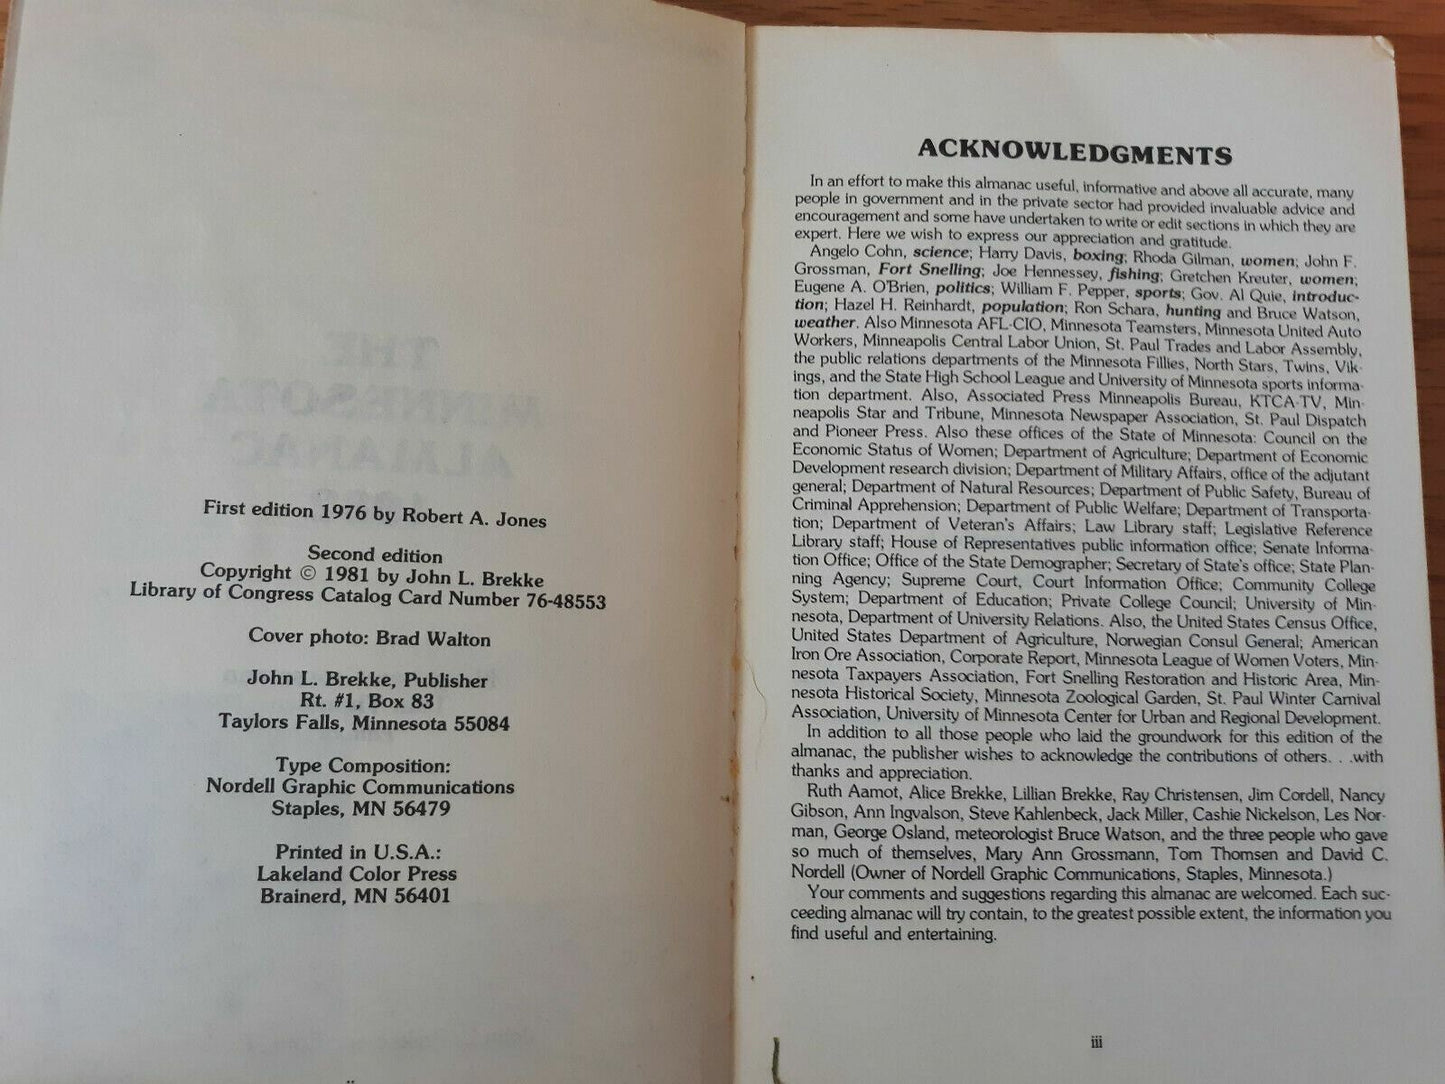 First edition 1976 by Robert A. Jones
Second edition
Copyright © 1981 by John L. Brekke
Library of Congress Catalog Card Number 76-48553
Cover photo: Brad Walton
John L. Brekke, Publisher
Rt. #1, Box 83
Taylors Falls, Minnesota 55084
Type Composition:
Nordell Graphic Communications
Staples, MN 56479
Printed in U.S.A.:
Lakeland Color Press
Brainerd, MN 56401
ACKNOWLEDGMENTS
In an effort to make this almanac useful, informative and above all accurate, many
people in government and in the private sector had provided invaluable advice and
encouragement and some have undertaken to write or edit sections in which they are
expert. Here we wish to express our appreciation and gratitude.
Angelo Cohn, science; Harry Davis, boxing; Rhoda Gilman, women; John F.
Grossman, Fort Snelling; Joe Hennessey, fishing; Gretchen Kreuter, women;
Eugene A. O'Brien, politics; William F. Pepper, sports; Gov. Al Quie, introduc-
tion; Hazel H. Reinhardt, population; Ron Schara, hunting and Bruce Watson,
weather. Also Minnesota AFL-CIO, Minnesota Teamsters, Minnesota United Auto
Workers, Minneapolis Central Labor Union, St. Paul Trades and Labor Assembly,
the public relations departments of the Minnesota Fillies, North Stars, Twins, Vik-
ings, and the State High School League and University of Minnesota sports informa-
tion department. Also, Associated Press Minneapolis Bureau, KTCA-TV, Min-
neapolis Star and Tribune, Minnesota Newspaper Association, St. Paul Dispatch
and Pioneer Press. Also these offices of the State of Minnesota: Council on the
Economic Status of Women; Department of Agriculture; Department of Economic
Development research division; Department of Military Affairs, office of the adjutant
general; Department of Natural Resources; Department of Public Safety, Bureau of
Criminal Apprehension; Department of Public Welfare; Department of Transporta-
tion; Department of Veteran's Affairs; Law Library staff; Legislative Reference
Library staff; House of Representatives public information office; Senate Informa-
tion Office; Office of the State Demographer; Secretary of State's office; State Plan-
ning Agency; Supreme Court, Court Information Office; Community College
System; Department of Education; Private College Council; University of Min-
nesota, Department of University Relations. Also, the United States Census Office,
United States Department of Agriculture, Norwegian Consul General; American
Iron Ore Association, Corporate Report, Minnesota League of Women Voters, Min-
nesota Taxpayers Association, Fort Snelling Restoration and Historic Area, Min-
nesota Historical Society, Minnesota Zoological Garden, St. Paul Winter Carnival
Association, University of Minnesota Center for Urban and Regional Development.
In addition to all those people who laid the groundwork for this edition of the
almanac, the publisher wishes to acknowledge the contributions of others. . .with
thanks and appreciation.
Ruth Aamot, Alice Brekke, Lillian Brekke, Ray Christensen, Jim Cordell, Nancy
Gibson, Ann Ingvalson, Steve Kahlenbeck, Jack Miller, Cashie Nickelson, Les Nor-
man, George Osland, meteorologist Bruce Watson, and the three people who gave
so much of themselves, Mary Ann Grossmann, Tom Thomsen and David C.
Nordell (Owner of Nordell Graphic Communications, Staples, Minnesota.)
Your comments and suggestions regarding this almanac are welcomed. Each suc-
ceeding almanac will try contain, to the greatest possible extent, the information you
find useful and entertaining.
iii